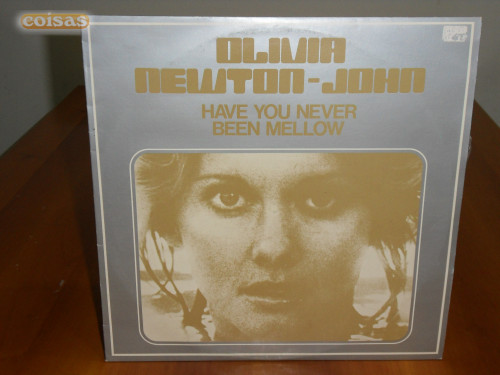 coisas
OLIVIA
NEWTON-JOHN
HAVE YOU NEVER
BEEN MELLOW